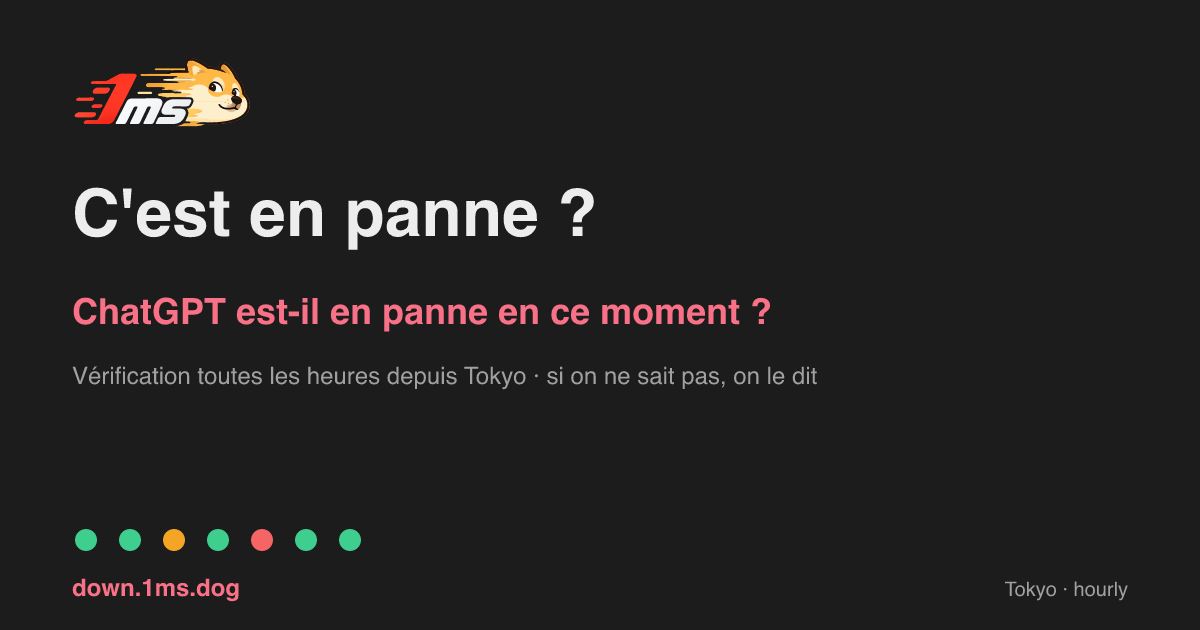 1ms
C'est en panne ?
ChatGPT est-il en panne en ce moment ?
Vérification toutes les heures depuis Tokyo · si on ne sait pas, on le dit
down.1ms.dog
Tokyo · hourly